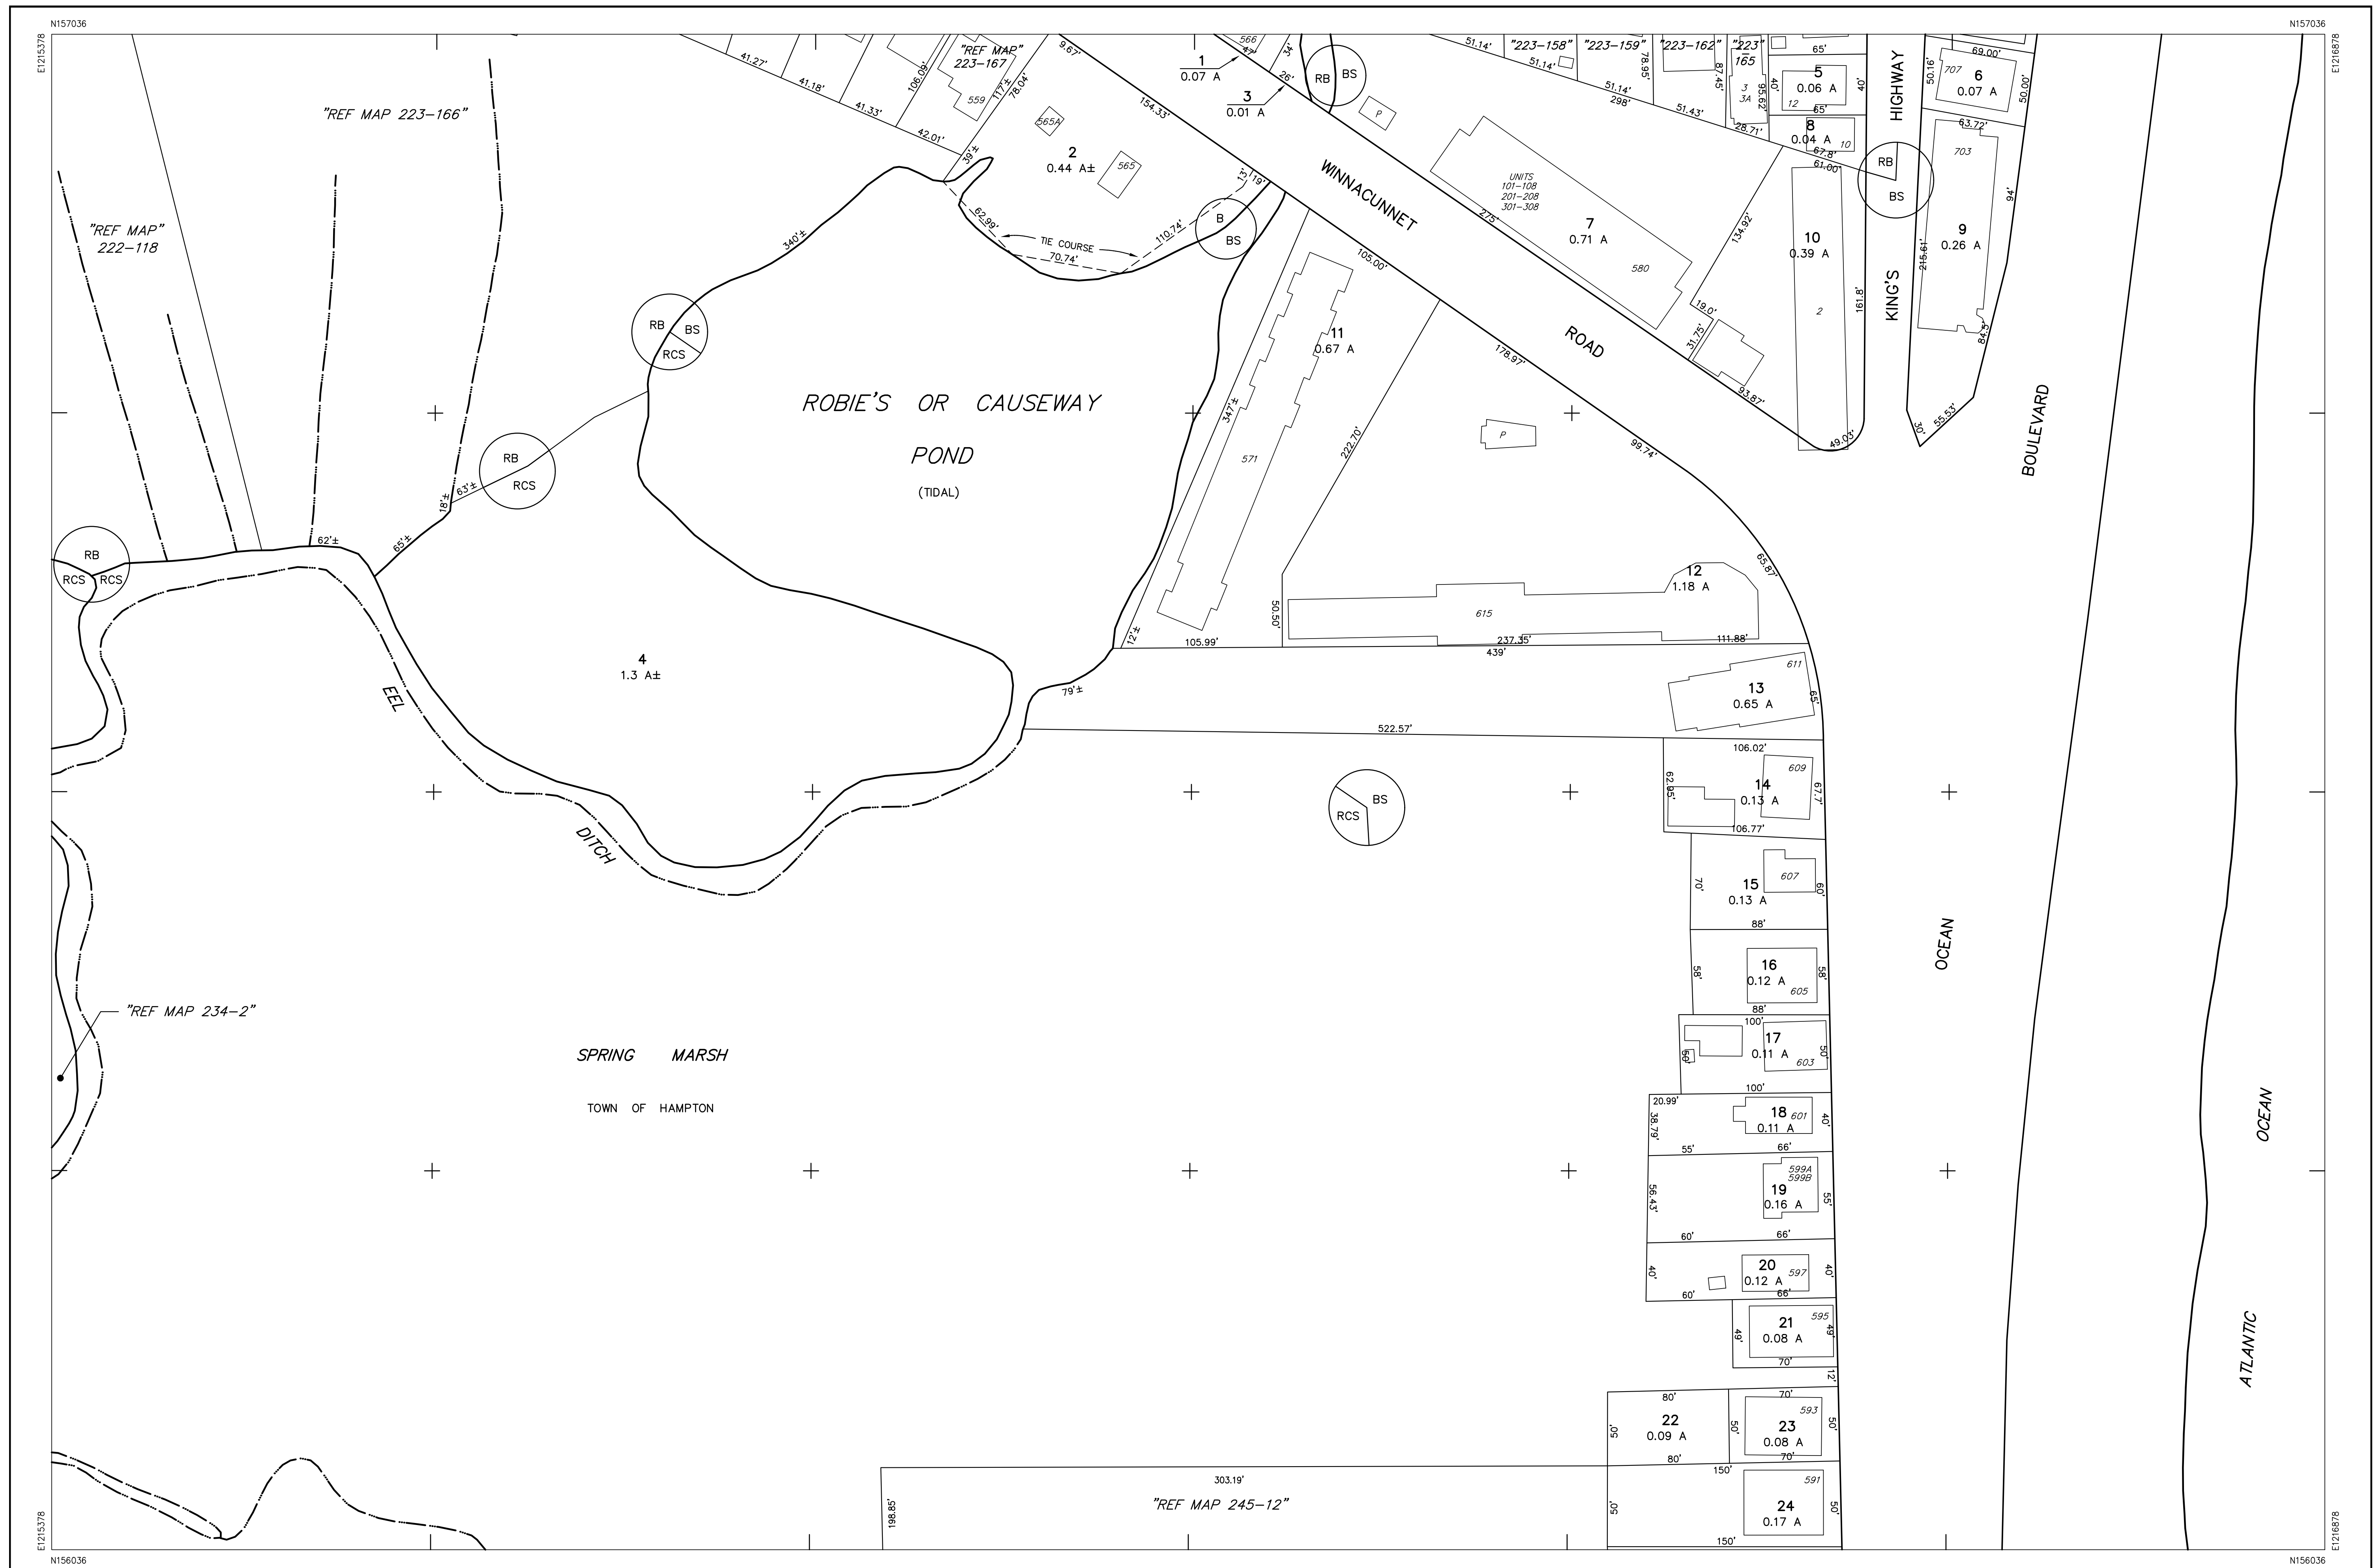 N157036
N157036
E1215378
E1216878
"REF MAP 223-166"
"REF MAP"
222-118
41.27'
41.18'
41.33'
106.09'
42.01'
"REF MAP"
223-167
559
117'±
78.04'
39'±
9.67'
154.33'
565A
2
0.44 A±
565
13'
19'
62.99'
TIE COURSE
70.74'
110.74'
340'±
B
BS
1
0.07 A
3
0.01 A
566
47'
34'
26'
RB
BS
P
51.14'
51.14'
51.14'
298'
51.43'
28.71'
"223-158"
"223-159"
"223-162"
"223"
165
78.95'
87.45'
95.62'
3
3A
65'
5
0.06 A
12
40'
40'
65'
8
0.04 A
10
67.8'
61.00'
RB
BS
KING'S HIGHWAY
50.16'
69.00'
707
6
0.07 A
50.00'
63.72'
703
9
0.26 A
94'
215.61'
84.5'
55.53'
30'
WINNACUNNET ROAD
UNITS
101-108
201-208
301-308
275'
7
0.71 A
580
134.92'
19.0'
31.75'
93.87'
49.03'
10
0.39 A
2
161.8'
RB
BS
RCS
RB
RCS
63'±
18'±
65'±
62'±
RB
RCS
RCS
ROBIE'S OR CAUSEWAY
POND
(TIDAL)
105.00'
11
0.67 A
347'±
571
12'±
105.99'
222.70'
50.50'
178.97'
P
99.74'
65.87'
12
1.18 A
615
237.35'
111.88'
439'
611
13
0.65 A
65'
79'±
522.57'
4
1.3 A±
EEL
DITCH
BS
RCS
106.02'
609
14
0.13 A
62.95'
67.7'
106.77'
607
15
0.13 A
70'
60'
88'
16
0.12 A
605
58'
58'
88'
100'
17
0.11 A
603
50'
50'
100'
20.99'
38.79'
18
601
0.11 A
40'
55'
66'
599A
599B
19
0.16 A
56.43'
55'
60'
66'
20
0.12 A
597
40'
40'
60'
66'
595
21
0.08 A
49'
49'
70'
12'
80'
70'
22
0.09 A
593
23
0.08 A
50'
50'
50'
80'
70'
150'
591
24
0.17 A
50'
50'
150'
OCEAN BOULEVARD
ATLANTIC OCEAN
"REF MAP 234-2"
SPRING MARSH
TOWN OF HAMPTON
303.19'
"REF MAP 245-12"
198.85'
E1215378
E1216878
N156036
N156036